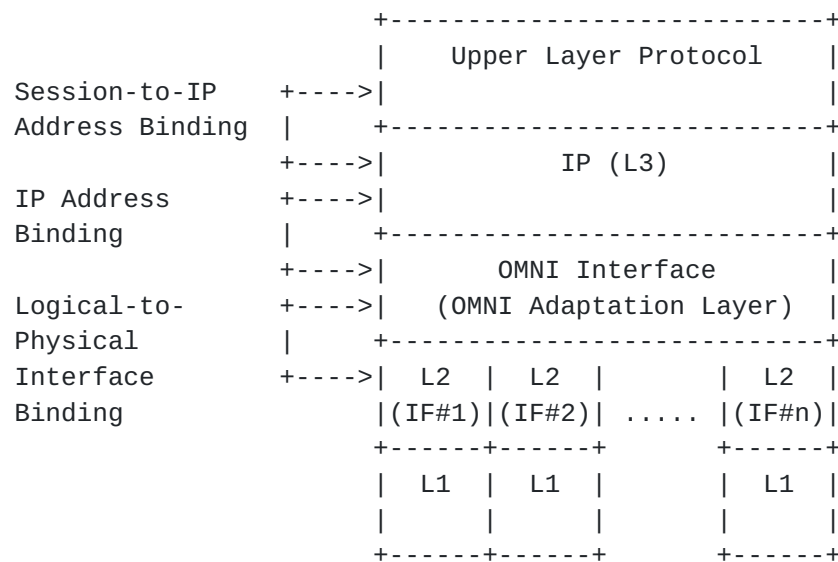 +----------------------------+
                     |    Upper Layer Protocol    |
Session-to-IP    +---->|                            |
Address Binding  |     +----------------------------+
                 +---->|           IP (L3)          |
IP Address       +---->|                            |
Binding          |     +----------------------------+
                 +---->|       OMNI Interface       |
Logical-to-      +---->|   (OMNI Adaptation Layer)  |
Physical         |     +----------------------------+
Interface        +---->|  L2  |  L2  |       |  L2  |
Binding                |(IF#1)|(IF#2)| ..... |(IF#n)|
                       +------+------+       +------+
                       |  L1  |  L1  |       |  L1  |
                       |      |      |       |      |
                       +------+------+       +------+